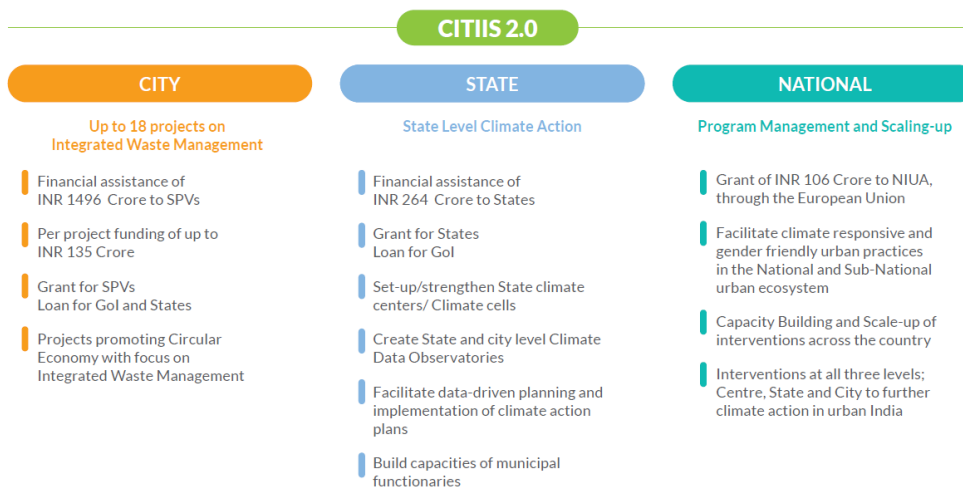 CITIIS 2.0
CITY
Up to 18 projects on
Integrated Waste Management
Financial assistance of
INR 1496 Crore to SPVs
Per project funding of up to
INR 135 Crore
Grant for SPVs
Loan for GoI and States
Projects promoting Circular
Economy with focus on
Integrated Waste Management
STATE
State Level Climate Action
Financial assistance of
INR 264 Crore to States
Grant for States
Loan for GoI
Set-up/strengthen State climate
centers/ Climate cells
Create State and city level Climate
Data Observatories
Facilitate data-driven planning and
implementation of climate action
plans
Build capacities of municipal
functionaries
NATIONAL
Program Management and Scaling-up
Grant of INR 106 Crore to NIUA,
through the European Union
Facilitate climate responsive and
gender friendly urban practices
in the National and Sub-National
urban ecosystem
Capacity Building and Scale-up of
interventions across the country
Interventions at all three levels;
Centre, State and City to further
climate action in urban India